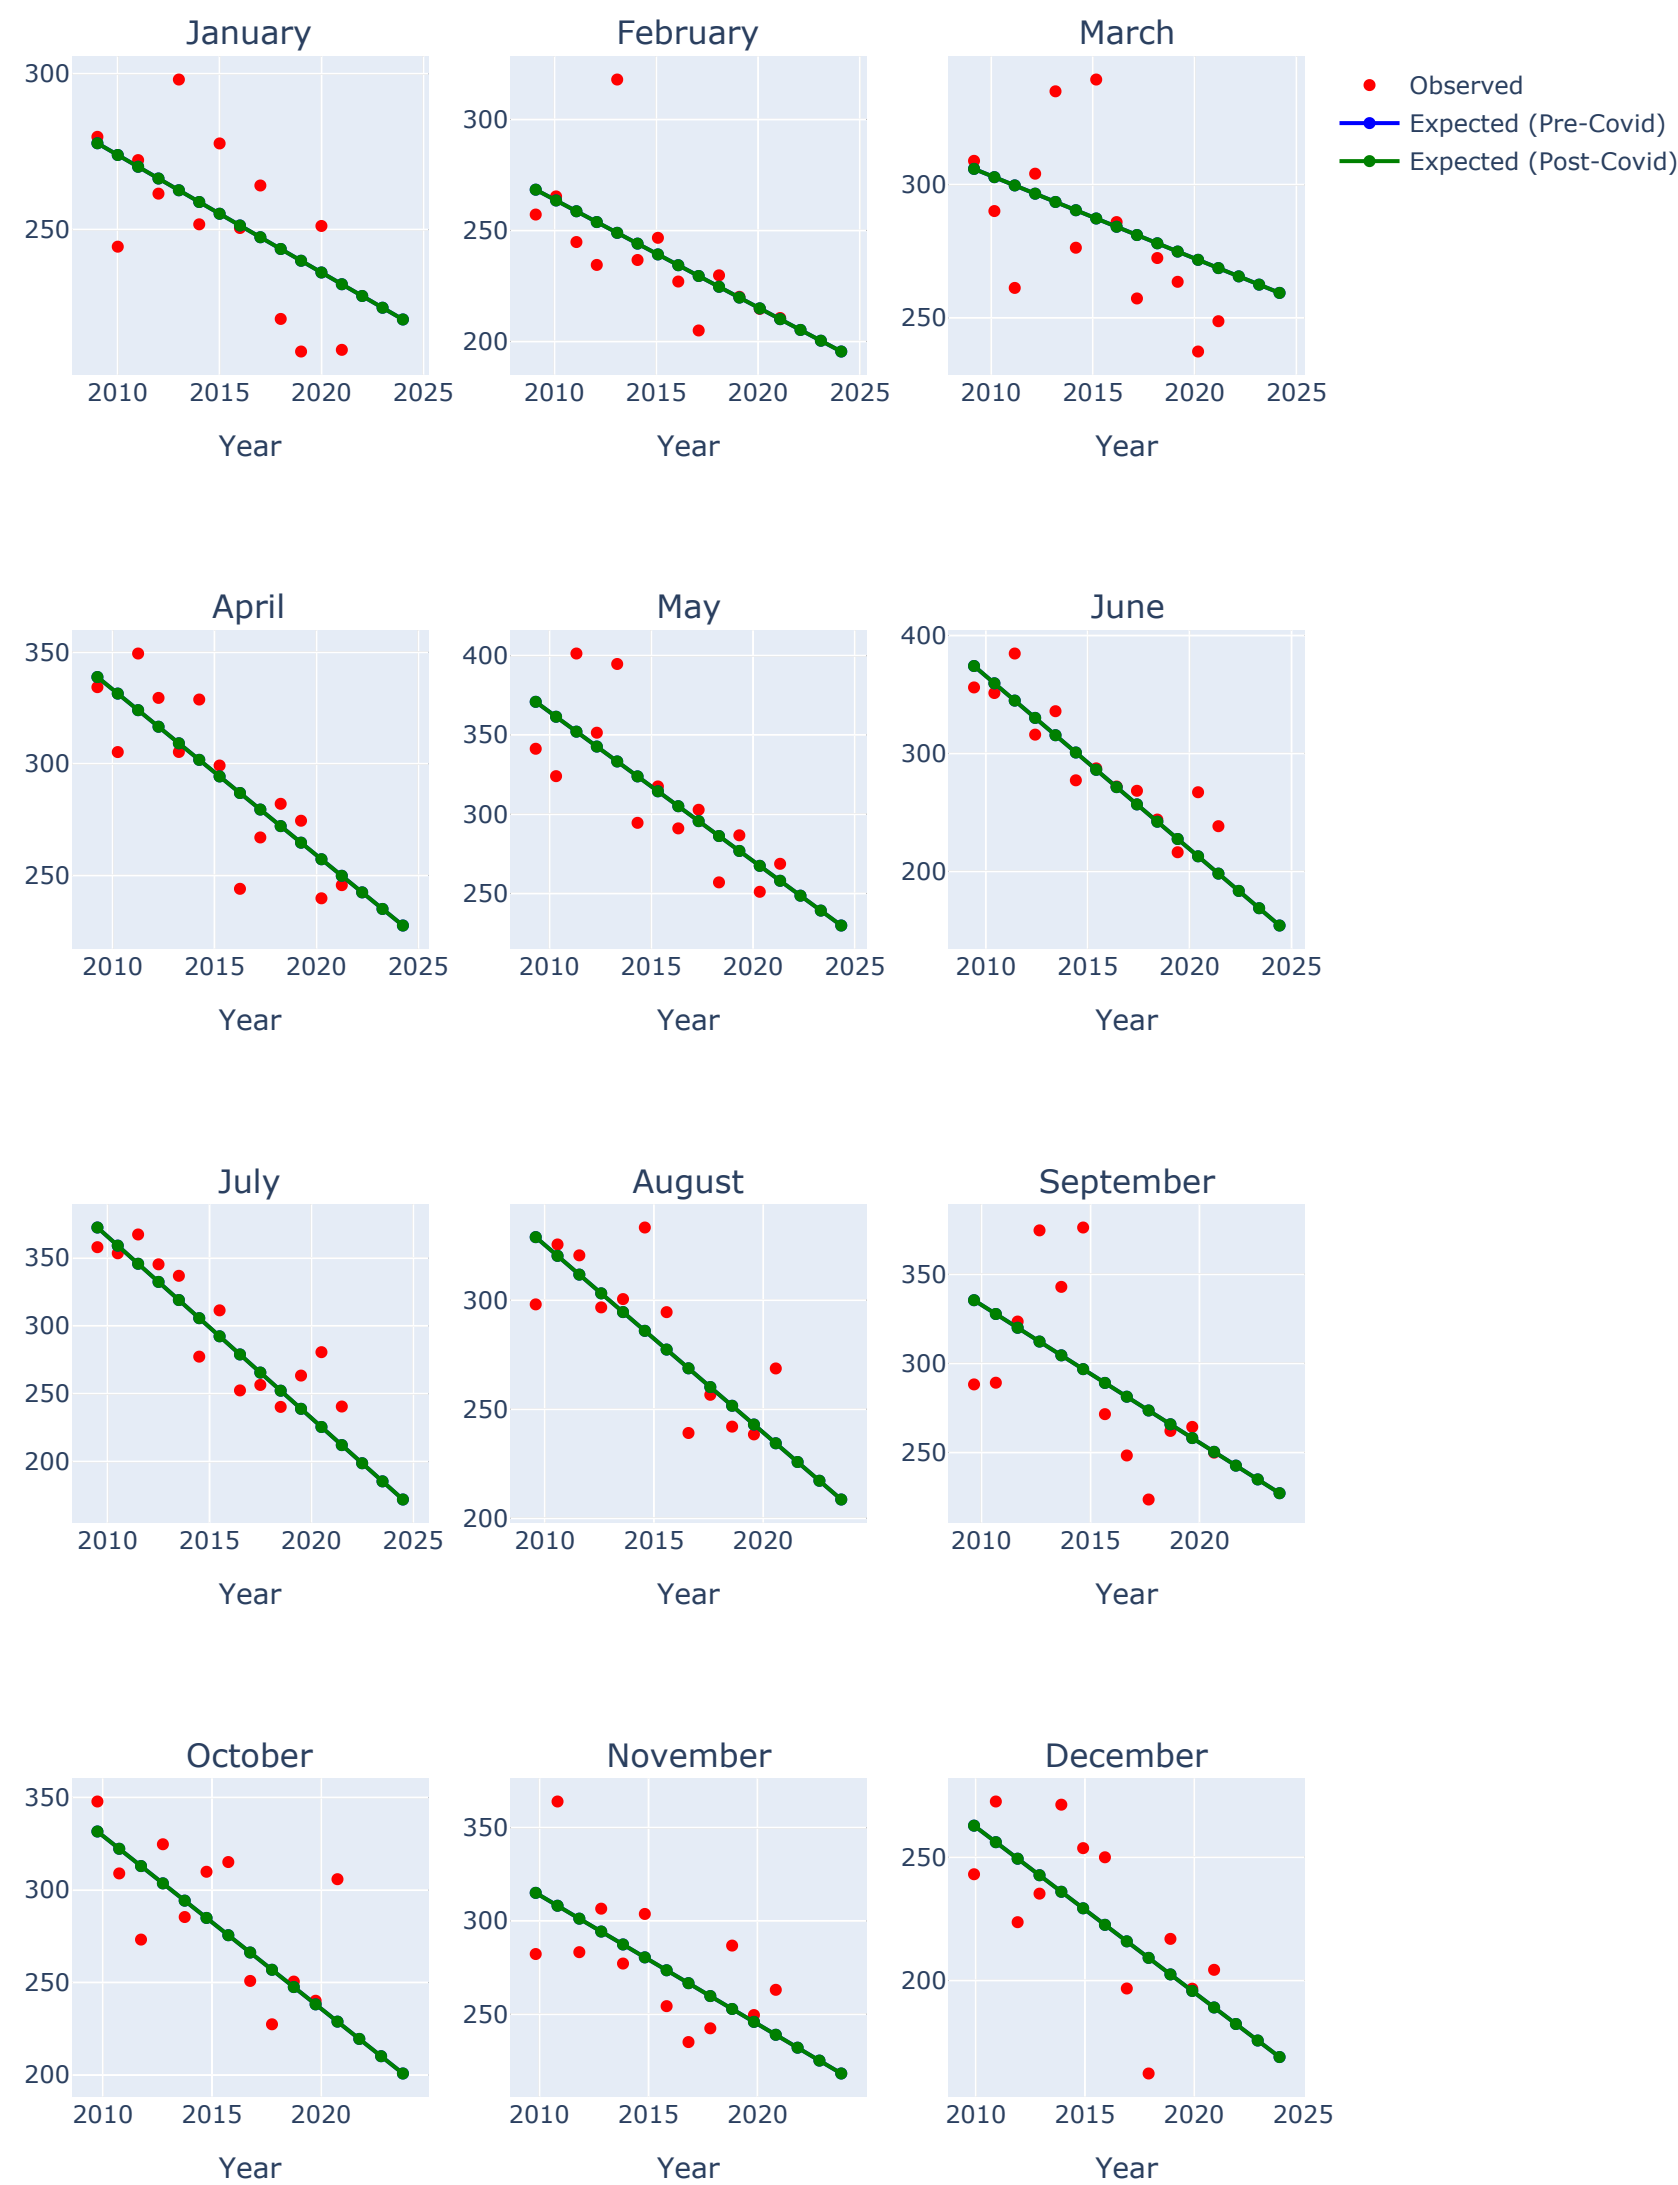 January February March
Observed
Expected (Pre-Covid)
Expected (Post-Covid)
300
250
2010 2015 2020 2025
Year
300
250
200
2010 2015 2020 2025
Year
300
250
2010 2015 2020 2025
Year
April May June
350
300
250
2010 2015 2020 2025
Year
400
350
300
250
2010 2015 2020 2025
Year
400
300
200
2010 2015 2020 2025
Year
July August September
350
300
250
200
2010 2015 2020 2025
Year
300
250
200
2010 2015 2020
Year
350
300
250
2010 2015 2020
Year
October November December
350
300
250
200
2010 2015 2020
Year
350
300
250
2010 2015 2020
Year
250
200
2010 2015 2020 2025
Year